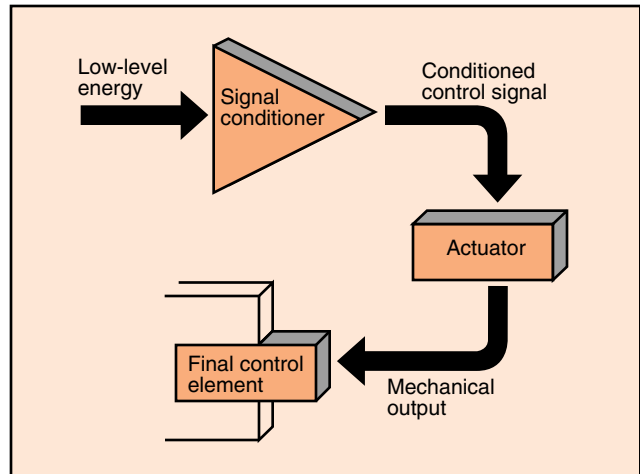 Low-level
energy
Signal
conditioner
Conditioned
control signal
Actuator
Final control
element
Mechanical
output